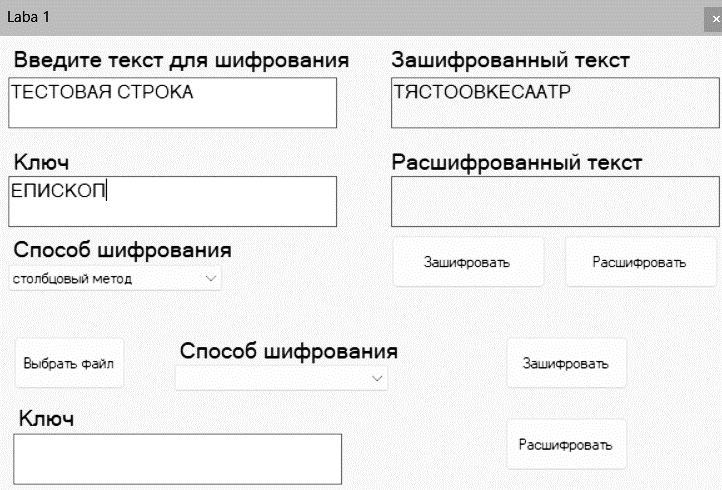 Laba 1
Введите текст для шифрования
ТЕСТОВАЯ СТРОКА
Зашифрованный текст
ТЯСТООВКЕСААТР
Ключ
ЕПИСКОП
Расшифрованный текст
Способ шифрования
столбцовый метод
Зашифровать
Расшифровать
Выбрать файл
Способ шифрования
Зашифровать
Ключ
Расшифровать